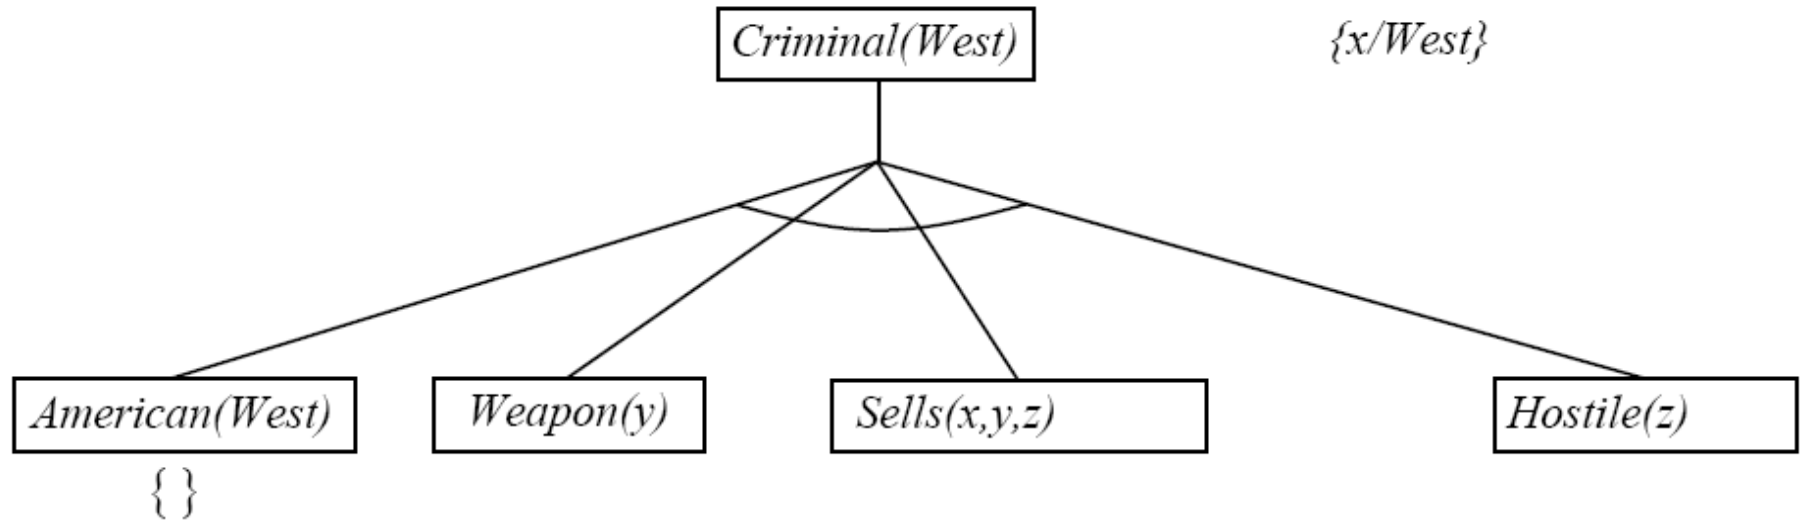 Criminal(West)
{x/West}
American(West)
Weapon(y)
Sells(x,y,z)
Hostile(z)
{ }